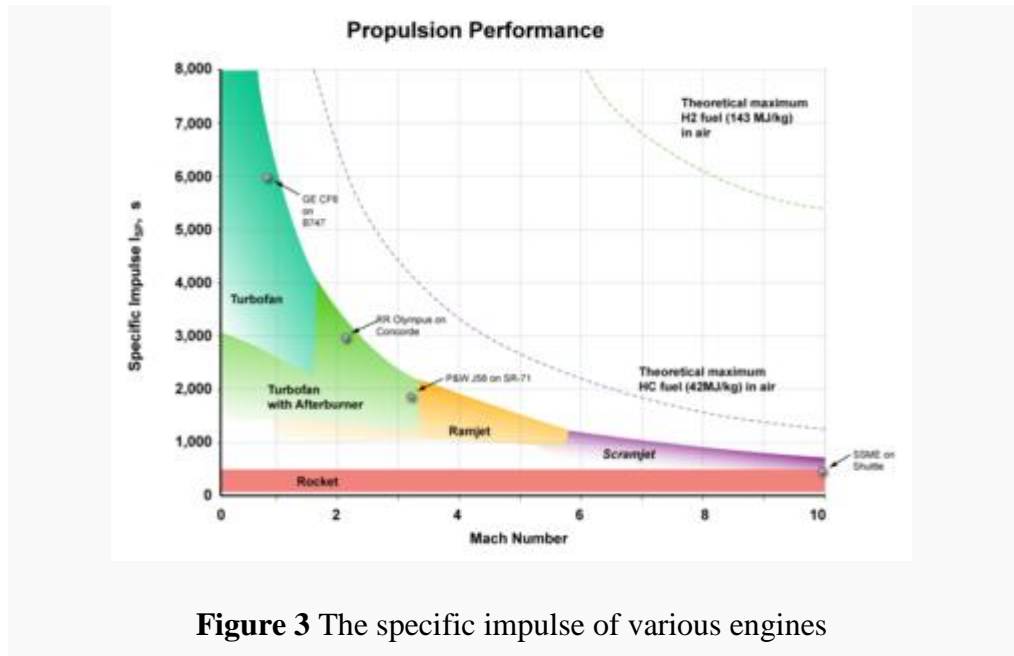 Propulsion Performance
8,000
7,000
6,000
5,000
4,000
3,000
2,000
1,000
0
Specific Impulse I_SP, s
Theoretical maximum
H2 fuel (143 MJ/kg)
in air
GE CF6
on
B747
Turbofan
RR Olympus on
Concorde
Turbofan
with Afterburner
P&W J58 on SR-71
Theoretical maximum
HC fuel (42MJ/kg) in air
Ramjet
Scramjet
SSME on
Shuttle
Rocket
0 2 4 6 8 10
Mach Number
Figure 3 The specific impulse of various engines